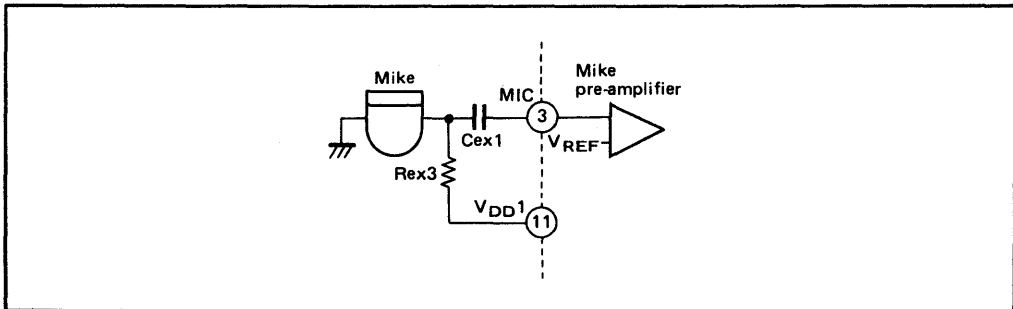 Mike
Mike
pre-amplifier
MIC
3
VREF
Cex1
Rex3
VDD1
11